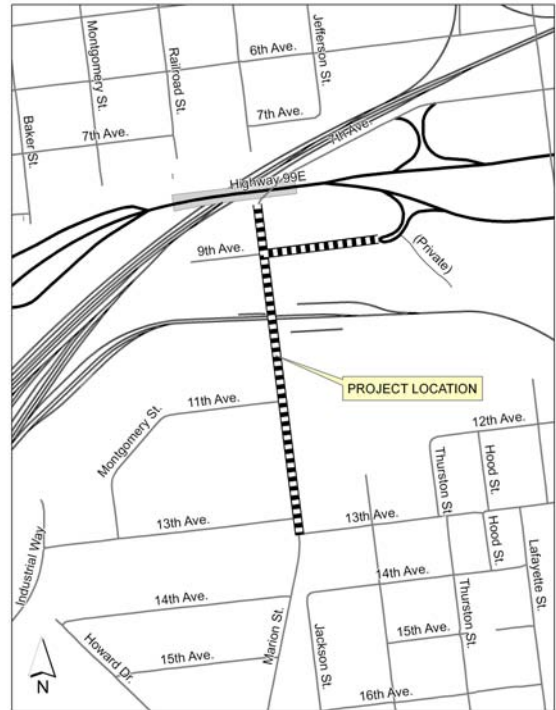 Jefferson St.
Montgomery St.
Railroad St.
6th Ave.
Baker St.
7th Ave.
7th Ave.
7th Ave.
Highway 99E
9th Ave.
(Private)
PROJECT LOCATION
11th Ave.
Montgomery St.
12th Ave.
Thurston St.
Hood St.
13th Ave.
13th Ave.
Hood St.
Industrial Way
Lafayette St.
14th Ave.
14th Ave.
Thurston St.
Marion St.
Jackson St.
15th Ave.
15th Ave.
Howard Dr.
16th Ave.
N